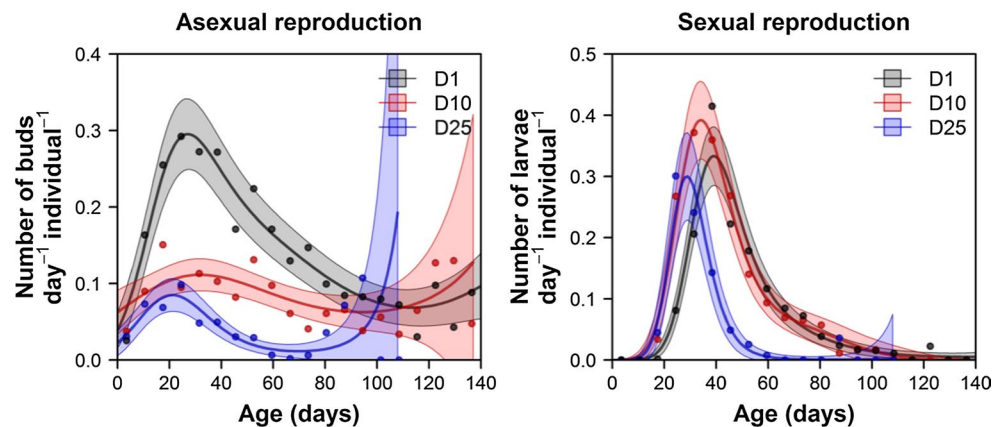 Asexual reproduction
Number of buds
day⁻¹ individual⁻¹
0.4
0.3
0.2
0.1
0.0
D1
D10
D25
0 20 40 60 80 100 120 140
Age (days)
Sexual reproduction
Number of larvae
day⁻¹ individual⁻¹
0.5
0.4
0.3
0.2
0.1
0.0
D1
D10
D25
0 20 40 60 80 100 120 140
Age (days)